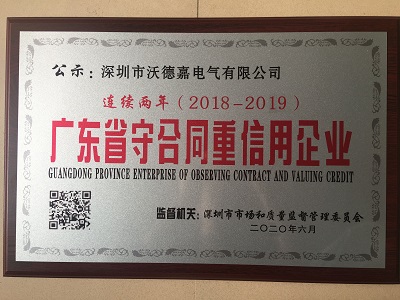 公示：深圳市沃德嘉电气有限公司
连续两年（2018-2019）
广东省守合同重信用企业
GUANGDONG PROVINCE ENTERPRISE OF OBSERVING CONTRACT AND VALUING CREDIT
监督机关：深圳市市场和质量监督管理委员会
二〇二〇年六月